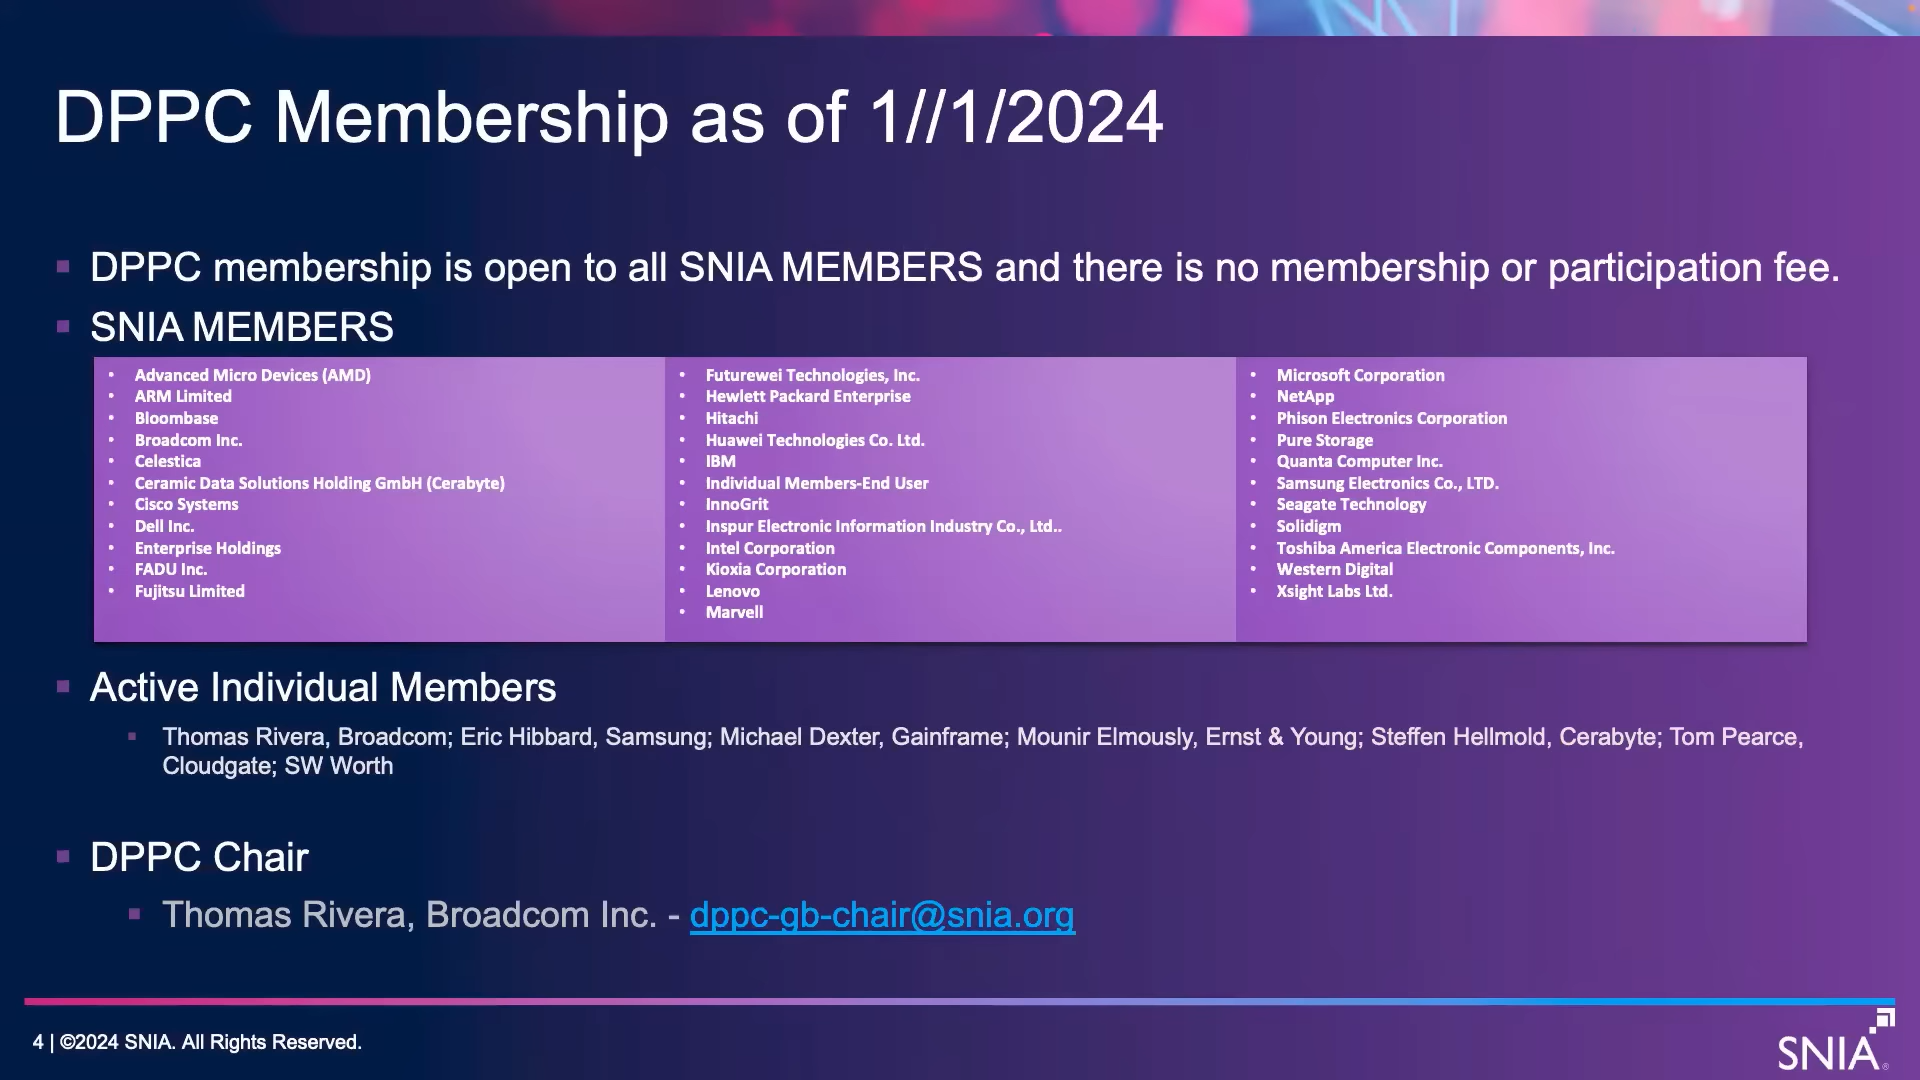 DPPC Membership as of 1//1/2024
▪ DPPC membership is open to all SNIA MEMBERS and there is no membership or participation fee.
▪ SNIA MEMBERS
• Advanced Micro Devices (AMD)
• ARM Limited
• Bloombase
• Broadcom Inc.
• Celestica
• Ceramic Data Solutions Holding GmbH (Cerabyte)
• Cisco Systems
• Dell Inc.
• Enterprise Holdings
• FADU Inc.
• Fujitsu Limited
• Futurewei Technologies, Inc.
• Hewlett Packard Enterprise
• Hitachi
• Huawei Technologies Co. Ltd.
• IBM
• Individual Members-End User
• InnoGrit
• Inspur Electronic Information Industry Co., Ltd..
• Intel Corporation
• Kioxia Corporation
• Lenovo
• Marvell
• Microsoft Corporation
• NetApp
• Phison Electronics Corporation
• Pure Storage
• Quanta Computer Inc.
• Samsung Electronics Co., LTD.
• Seagate Technology
• Solidigm
• Toshiba America Electronic Components, Inc.
• Western Digital
• Xsight Labs Ltd.
▪ Active Individual Members
▪ Thomas Rivera, Broadcom; Eric Hibbard, Samsung; Michael Dexter, Gainframe; Mounir Elmously, Ernst & Young; Steffen Hellmold, Cerabyte; Tom Pearce,
Cloudgate; SW Worth
▪ DPPC Chair
▪ Thomas Rivera, Broadcom Inc. - dppc-gb-chair@snia.org
4 | ©2024 SNIA. All Rights Reserved.
SNIA®